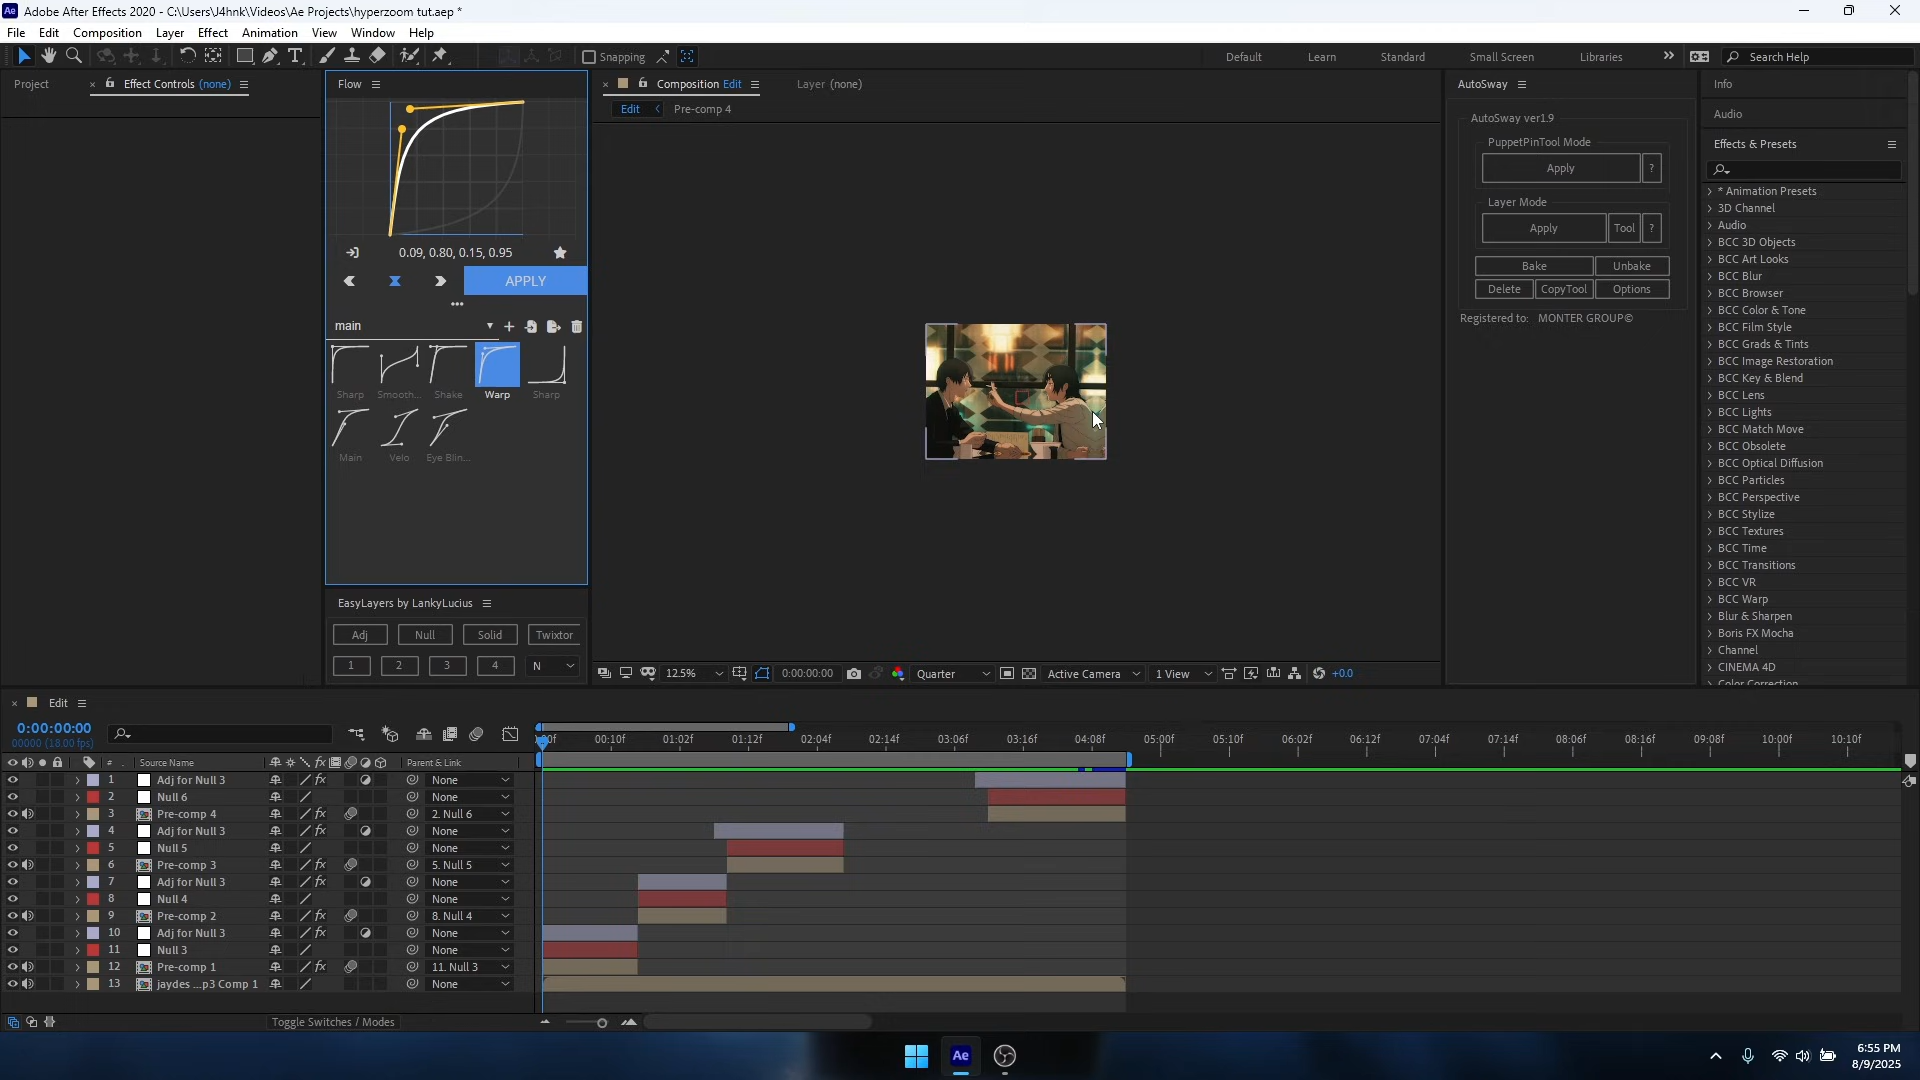 Adobe After Effects 2020 - C:\Users\J4hnk\Videos\Ae Projects\hyperzoom tut.aep *
File Edit Composition Layer Effect Animation View Window Help
Snapping Default Learn Standard Small Screen Libraries Search Help
Project Effect Controls (none)
Flow
0.09, 0.80, 0.15, 0.95
APPLY
main
Sharp Smooth... Shake Warp Sharp
Main Velo Eye Blin...
EasyLayers by LankyLucius
Adj Null Solid Twixtor
1 2 3 4 N
Composition Edit Layer (none)
Edit Pre-comp 4
12.5% 0:00:00:00 Quarter Active Camera 1 View +0.0
AutoSway
AutoSway ver1.9
PuppetPinTool Mode
Apply ?
Layer Mode
Apply Tool ?
Bake Unbake
Delete CopyTool Options
Registered to: MONTER GROUP©
Info
Audio
Effects & Presets
* Animation Presets
3D Channel
Audio
BCC 3D Objects
BCC Art Looks
BCC Blur
BCC Browser
BCC Color & Tone
BCC Film Style
BCC Grads & Tints
BCC Image Restoration
BCC Key & Blend
BCC Lens
BCC Lights
BCC Match Move
BCC Obsolete
BCC Optical Diffusion
BCC Particles
BCC Perspective
BCC Stylize
BCC Textures
BCC Time
BCC Transitions
BCC VR
BCC Warp
Blur & Sharpen
Boris FX Mocha
Channel
CINEMA 4D
Color Correction
Edit
0:00:00:00
00000 (18.00 fps)
00:10f 01:02f 01:12f 02:04f 02:14f 03:06f 03:16f 04:08f 05:00f 05:10f 06:02f 06:12f 07:04f 07:14f 08:06f 08:16f 09:08f 10:00f 10:10f
# Source Name Parent & Link
1 Adj for Null 3 None
2 Null 6 None
3 Pre-comp 4 2. Null 6
4 Adj for Null 3 None
5 Null 5 None
6 Pre-comp 3 5. Null 5
7 Adj for Null 3 None
8 Null 4 None
9 Pre-comp 2 8. Null 4
10 Adj for Null 3 None
11 Null 3 None
12 Pre-comp 1 11. Null 3
13 jaydes ...p3 Comp 1 None
Toggle Switches / Modes
Ae
6:55 PM
8/9/2025